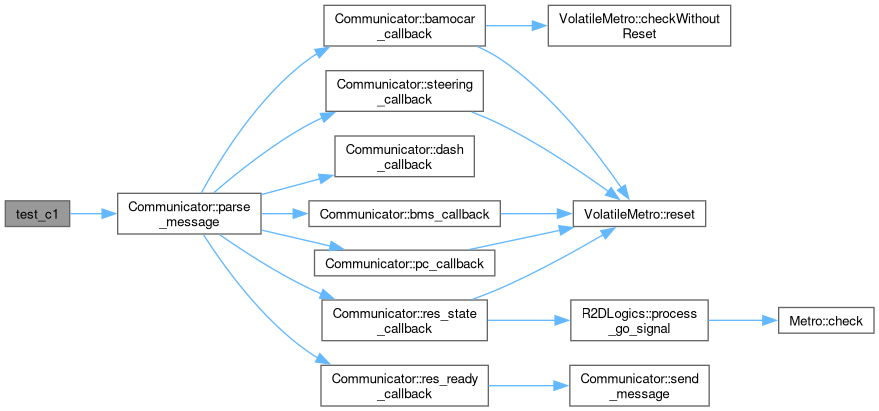 Communicator::bamocar
_callback
VolatileMetro::checkWithout
Reset
Communicator::steering
_callback
Communicator::dash
_callback
test_c1
Communicator::parse
_message
Communicator::bms_callback
VolatileMetro::reset
Communicator::pc_callback
Communicator::res_state
_callback
R2DLogics::process
_go_signal
Metro::check
Communicator::res_ready
_callback
Communicator::send
_message